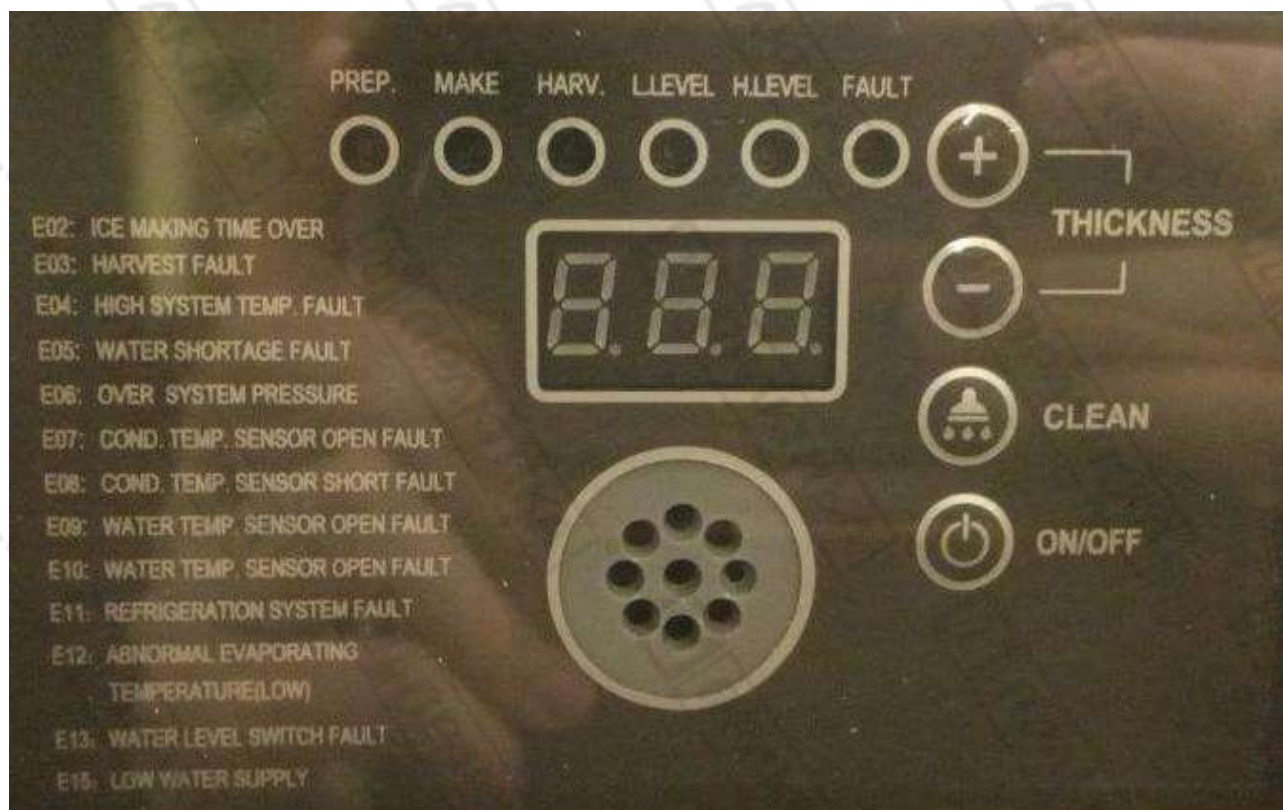 PREP. MAKE HARV. L.LEVEL H.LEVEL FAULT
+
THICKNESS
-
CLEAN
ON/OFF
8.8.8.
E02: ICE MAKING TIME OVER
E03: HARVEST FAULT
E04: HIGH SYSTEM TEMP. FAULT
E05: WATER SHORTAGE FAULT
E06: OVER SYSTEM PRESSURE
E07: COND. TEMP. SENSOR OPEN FAULT
E08: COND. TEMP. SENSOR SHORT FAULT
E09: WATER TEMP. SENSOR OPEN FAULT
E10: WATER TEMP. SENSOR OPEN FAULT
E11: REFRIGERATION SYSTEM FAULT
E12: ABNORMAL EVAPORATING
TEMPERATURE(LOW)
E13: WATER LEVEL SWITCH FAULT
E15: LOW WATER SUPPLY